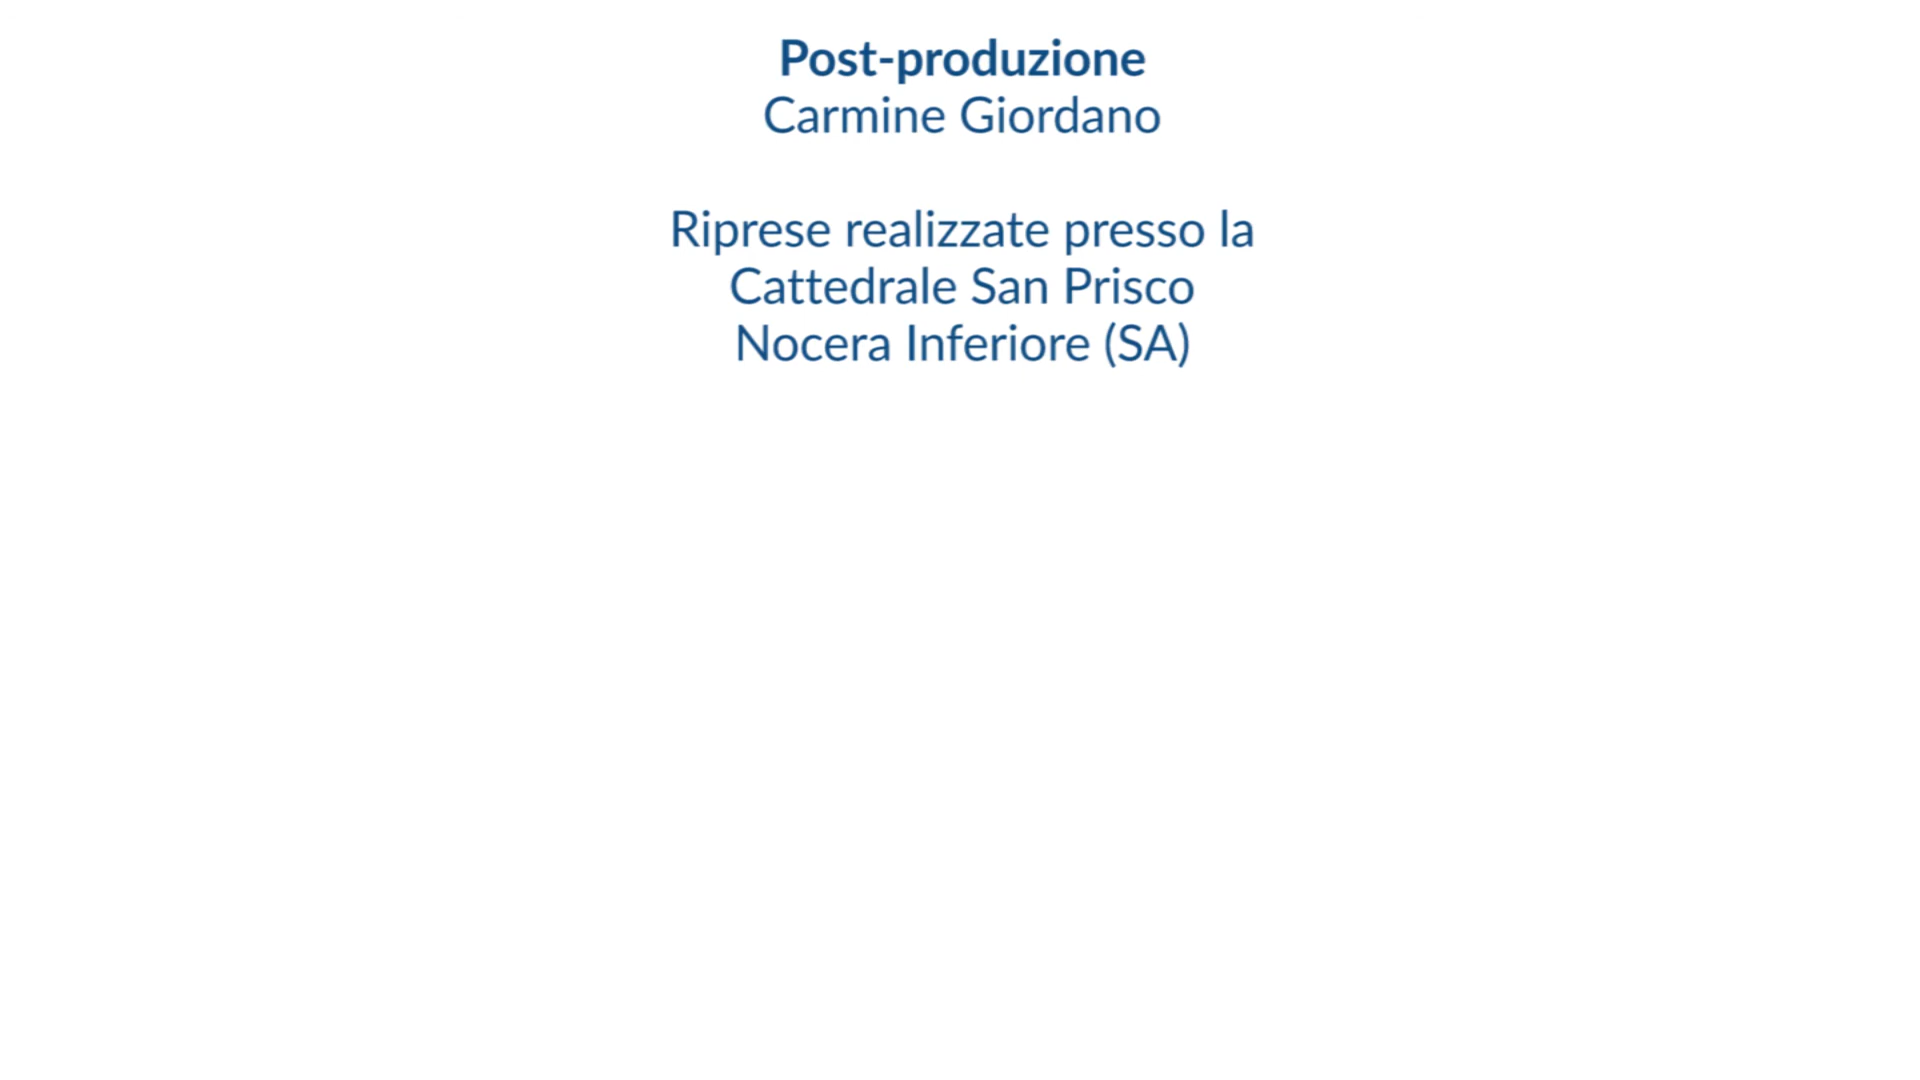 Post-produzione
Carmine Giordano
Riprese realizzate presso la
Cattedrale San Prisco
Nocera Inferiore (SA)